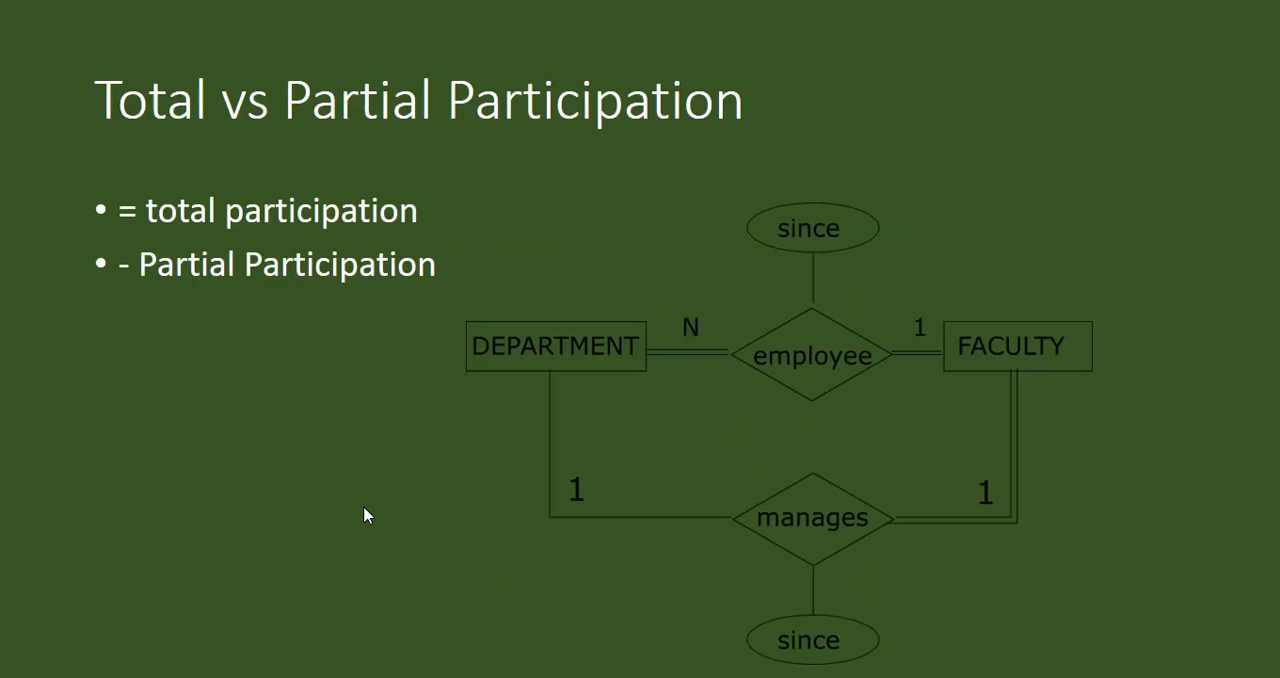 Total vs Partial Participation
• = total participation
• - Partial Participation
since
N
1
DEPARTMENT
employee
FACULTY
1
1
manages
since